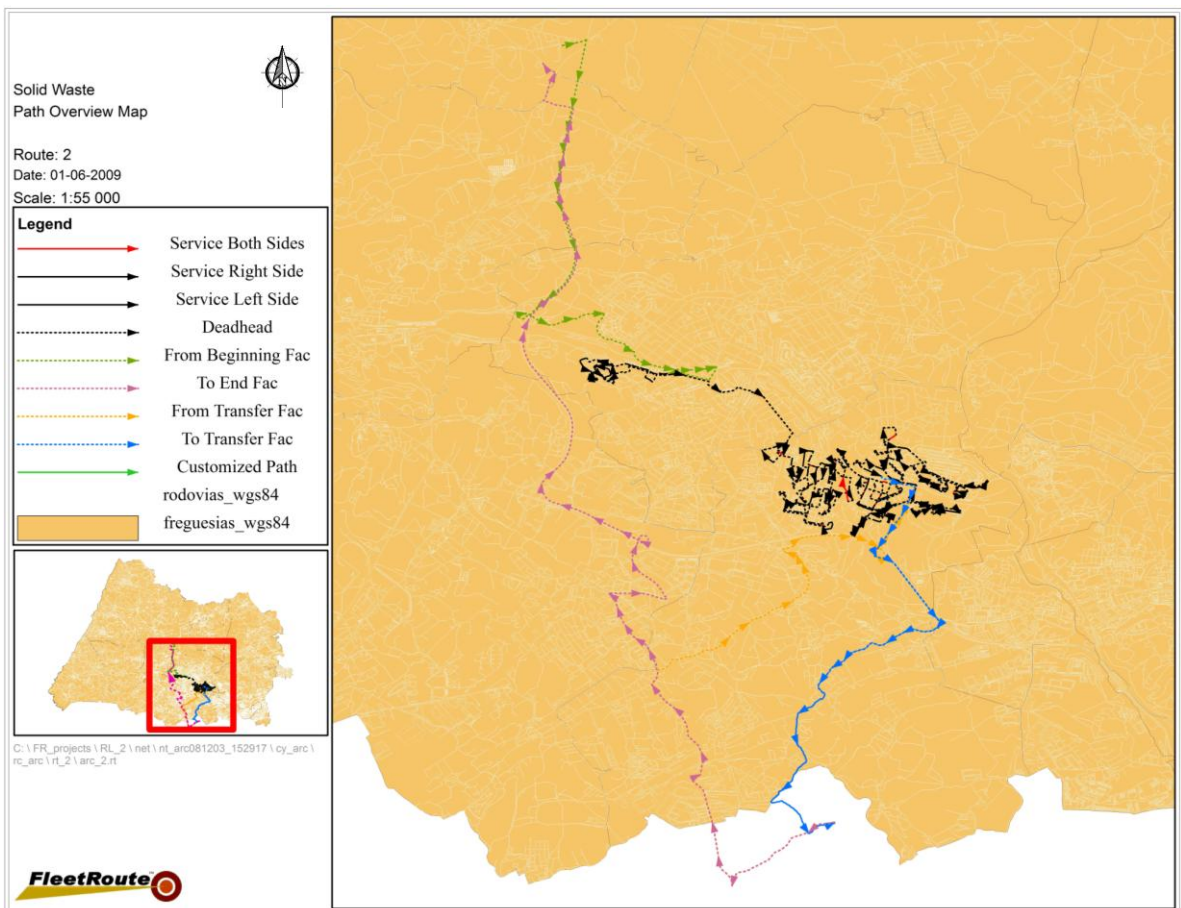 Solid Waste
Path Overview Map
Route: 2
Date: 01-06-2009
Scale: 1:55 000
Legend
Service Both Sides
Service Right Side
Service Left Side
Deadhead
From Beginning Fac
To End Fac
From Transfer Fac
To Transfer Fac
Customized Path
rodovias_wgs84
freguesias_wgs84
C: \ FR_projects \ RL_2 \ net \ nt_arc081203_152917 \ cy_arc \
rc_arc \ rt_2 \ arc_2.rt
FleetRoute